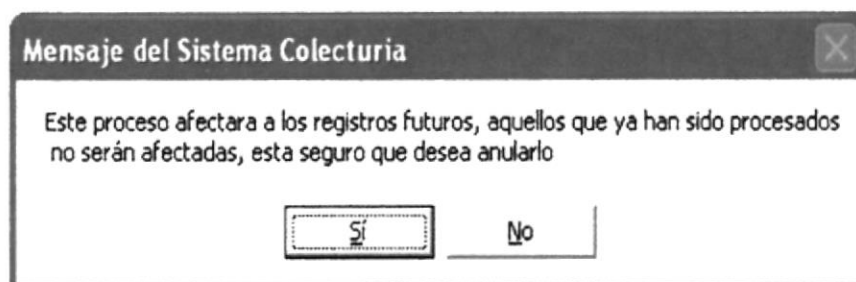 Mensaje del Sistema Colecturia
Este proceso afectara a los registros futuros, aquellos que ya han sido procesados
no serán afectadas, esta seguro que desea anularlo
Sí No